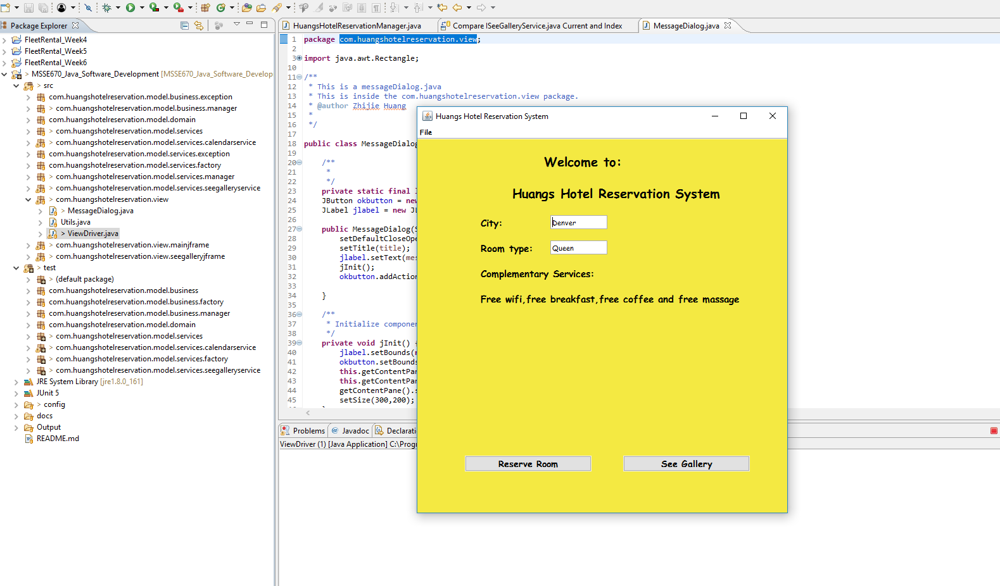 Package Explorer
FleetRental_Week4
FleetRental_Week5
FleetRental_Week6
> MSSE670_Java_Software_Development [MSSE670_Java_Software_Develop
> src
com.huangshotelreservation.model.business.exception
> com.huangshotelreservation.model.business.manager
com.huangshotelreservation.model.domain
> com.huangshotelreservation.model.services
> com.huangshotelreservation.model.services.calendarservice
com.huangshotelreservation.model.services.exception
> com.huangshotelreservation.model.services.factory
> com.huangshotelreservation.model.services.manager
> com.huangshotelreservation.model.services.seegalleryservice
> com.huangshotelreservation.view
> MessageDialog.java
Utils.java
> ViewDriver.java
> com.huangshotelreservation.view.mainjframe
> com.huangshotelreservation.view.seegalleryjframe
> test
> (default package)
com.huangshotelreservation.model.business
com.huangshotelreservation.model.business.factory
com.huangshotelreservation.model.business.manager
com.huangshotelreservation.model.domain
> com.huangshotelreservation.model.services
> com.huangshotelreservation.model.services.calendarservice
> com.huangshotelreservation.model.services.factory
> com.huangshotelreservation.model.services.seegalleryservice
JRE System Library [jre1.8.0_161]
JUnit 5
> config
docs
Output
README.md
HuangsHotelReservationManager.java
Compare ISeeGalleryService.java Current and Index
MessageDialog.java
1 package com.huangshotelreservation.view;
2
3 import java.awt.Rectangle;
10
11 /**
12 * This is a messageDialog.java
13 * This is inside the com.huangshotelreservation.view package.
14 * @author Zhijie Huang
15 *
16 */
17
18 public class MessageDialog
19
20 /**
21 *
22 */
23 private static final
24 JButton okbutton = new
25 JLabel jlabel = new JL
26
27 public MessageDialog(S
28 setDefaultCloseOpe
29 setTitle(title);
30 jlabel.setText(mes
31 jInit();
32 okbutton.addAction
33
34 }
35
36 /**
37 * Initialize componen
38 */
39 private void jInit() {
40 jlabel.setBounds(n
41 okbutton.setBounds
42 this.getContentPan
43 this.getContentPan
44 getContentPane().s
45 setSize(300,200);
Problems
@ Javadoc
Declarati
ViewDriver (1) [Java Application] C:\Progr
Huangs Hotel Reservation System
File
Welcome to:
Huangs Hotel Reservation System
City: Denver
Room type: Queen
Complementary Services:
Free wifi,free breakfast,free coffee and free massage
Reserve Room
See Gallery